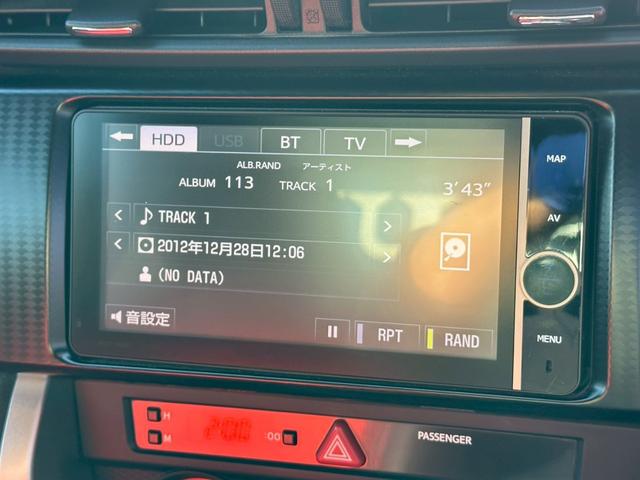 HDD USB BT TV
ALB.RAND アーティスト
ALBUM 113 TRACK 1 3'43"
TRACK 1
2012年12月28日12:06
(NO DATA)
音設定
RPT RAND
MAP
AV
MENU
H
M
:00
PASSENGER